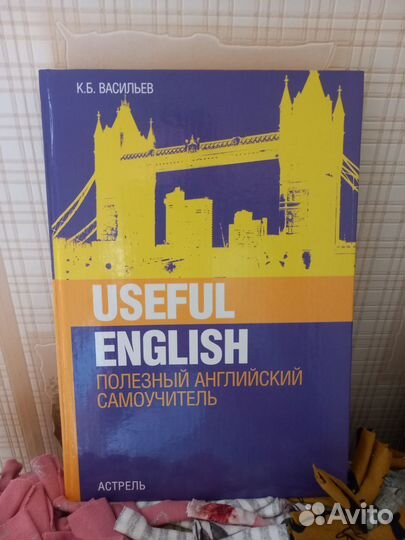 К.Б. ВАСИЛЬЕВ
USEFUL
ENGLISH
ПОЛЕЗНЫЙ АНГЛИЙСКИЙ
САМОУЧИТЕЛЬ
АСТРЕЛЬ
Avito